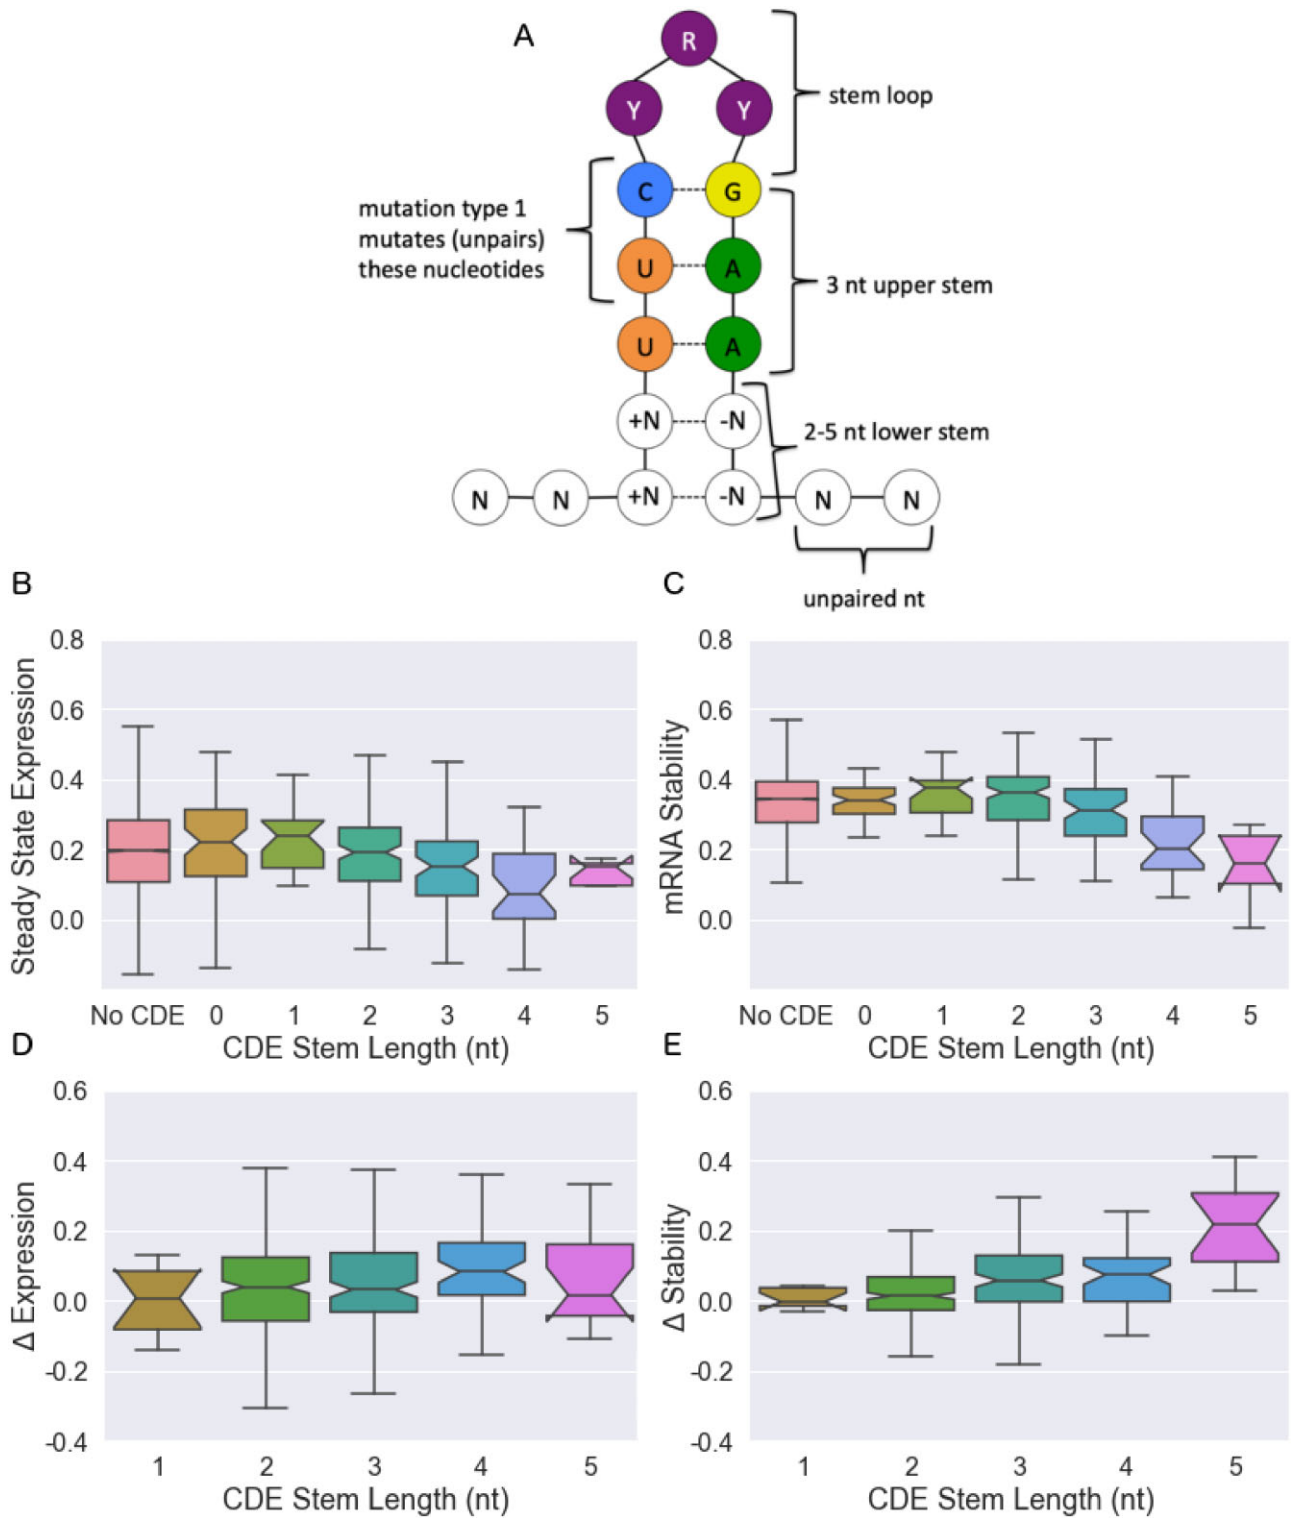 A
R
Y Y
stem loop
C G
mutation type 1
mutates (unpairs)
these nucleotides
U A
3 nt upper stem
U A
+N -N
2-5 nt lower stem
N N +N -N N N
unpaired nt
B
Steady State Expression
0.8
0.6
0.4
0.2
0.0
No CDE 0 1 2 3 4 5
CDE Stem Length (nt)
C
mRNA Stability
0.8
0.6
0.4
0.2
0.0
No CDE 0 1 2 3 4 5
CDE Stem Length (nt)
D
Δ Expression
0.6
0.4
0.2
0.0
-0.2
-0.4
1 2 3 4 5
CDE Stem Length (nt)
E
Δ Stability
0.6
0.4
0.2
0.0
-0.2
-0.4
1 2 3 4 5
CDE Stem Length (nt)